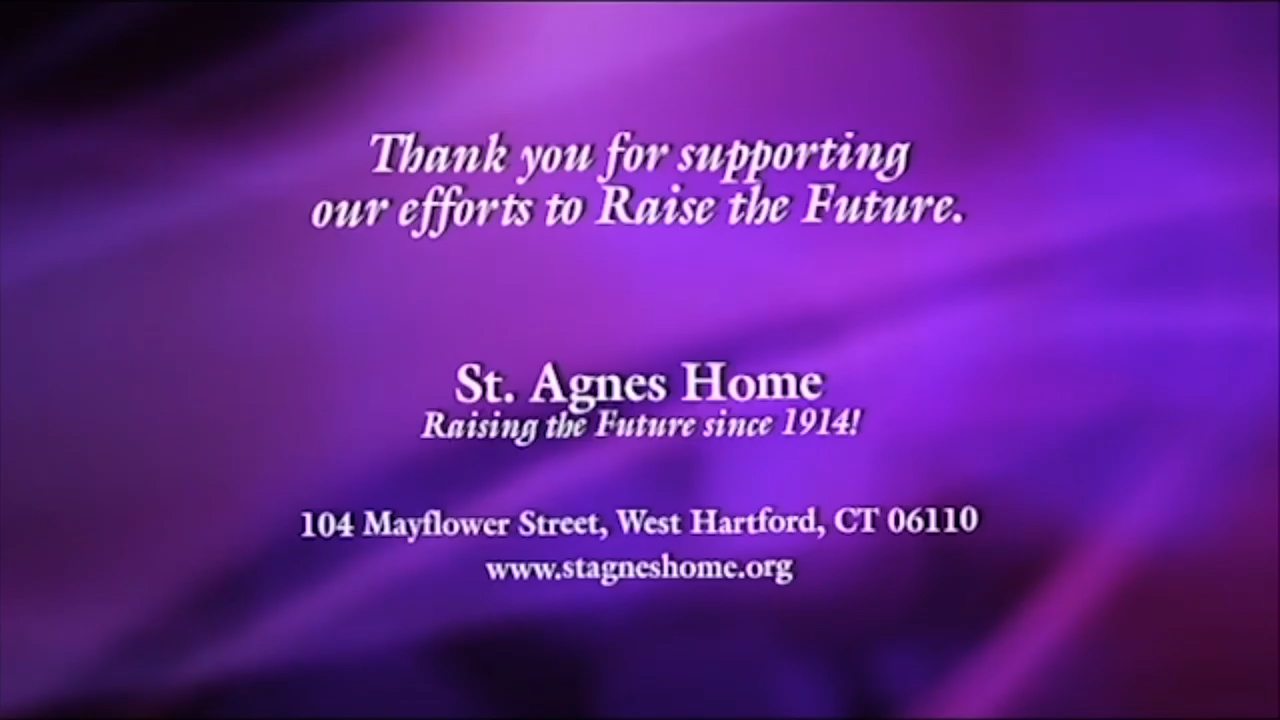 Thank you for supporting
our efforts to Raise the Future.
St. Agnes Home
Raising the Future since 1914!
104 Mayflower Street, West Hartford, CT 06110
www.stagneshome.org